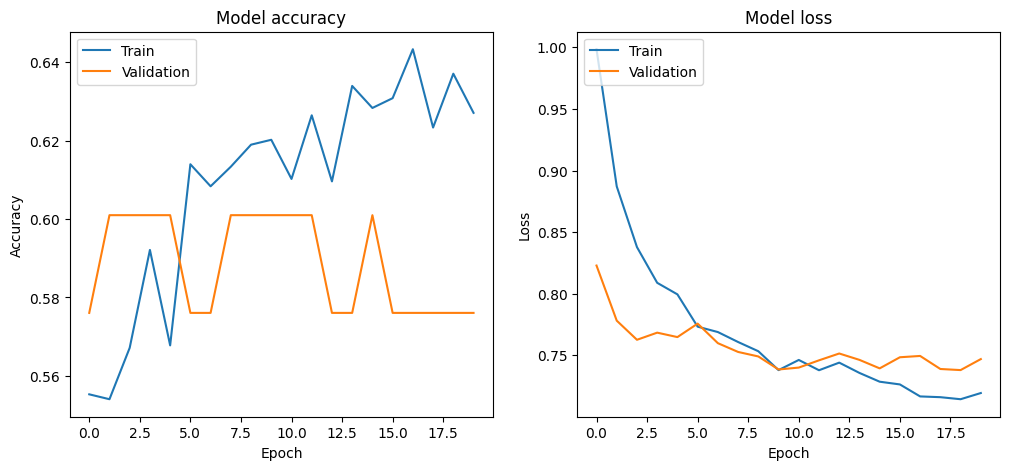 Model accuracy
Train
Validation
0.64
0.62
0.60
0.58
0.56
Accuracy
0.0 2.5 5.0 7.5 10.0 12.5 15.0 17.5
Epoch
Model loss
Train
Validation
1.00
0.95
0.90
0.85
0.80
0.75
Loss
0.0 2.5 5.0 7.5 10.0 12.5 15.0 17.5
Epoch